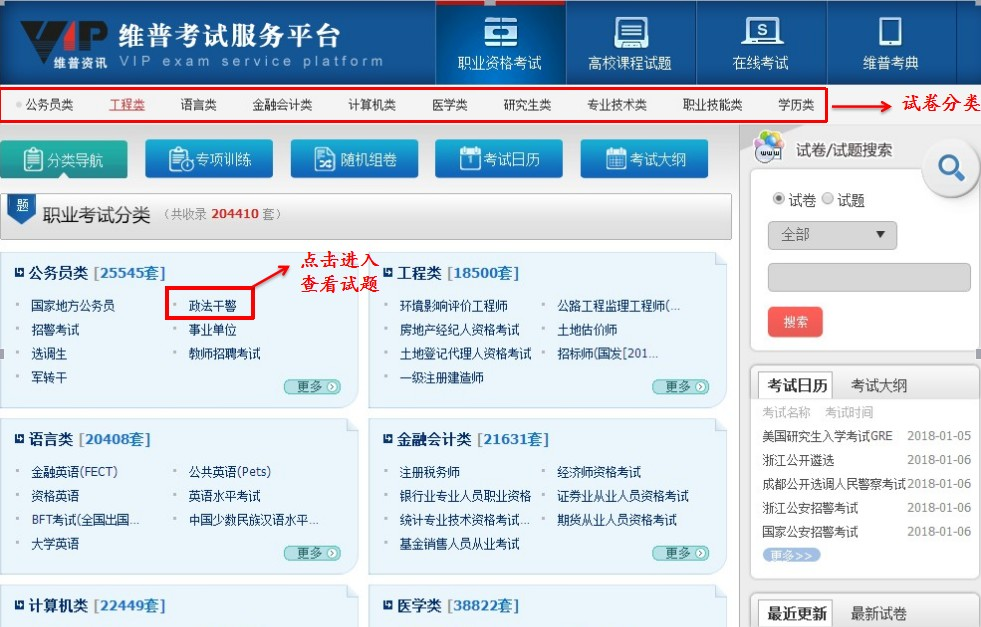 维普考试服务平台
维普资讯 VIP exam service platform
职业资格考试 高校课程试题 在线考试 维普考典
公务员类 工程类 语言类 金融会计类 计算机类 医学类 研究生类 专业技术类 职业技能类 学历类 试卷分类
分类导航 专项训练 随机组卷 考试日历 考试大纲
试卷/试题搜索
题 职业考试分类 (共收录 204410 套)
试卷 试题
全部
搜索
公务员类 [25545套]
点击进入
查看试题
国家地方公务员 政法干警
招警考试 事业单位
选调生 教师招聘考试
军转干
更多
工程类 [18500套]
环境影响评价工程师 公路工程监理工程师(...
房地产经纪人资格考试 土地估价师
土地登记代理人资格考试 招标师(国发[201...
一级注册建造师
更多
语言类 [20408套]
金融英语(FECT) 公共英语(Pets)
资格英语 英语水平考试
BFT考试(全国出国... 中国少数民族汉语水平...
大学英语
更多
金融会计类 [21631套]
注册税务师 经济师资格考试
银行业专业人员职业资格 证券业从业人员资格考试
统计专业技术资格考试... 期货从业人员资格考试
基金销售人员从业考试
更多
计算机类 [22449套]
医学类 [38822套]
考试日历 考试大纲
考试名称 考试时间
美国研究生入学考试GRE 2018-01-05
浙江公开遴选 2018-01-06
成都公开选调人民警察考试 2018-01-06
浙江公安招警考试 2018-01-06
国家公安招警考试 2018-01-06
更多>>
最近更新 最新试卷